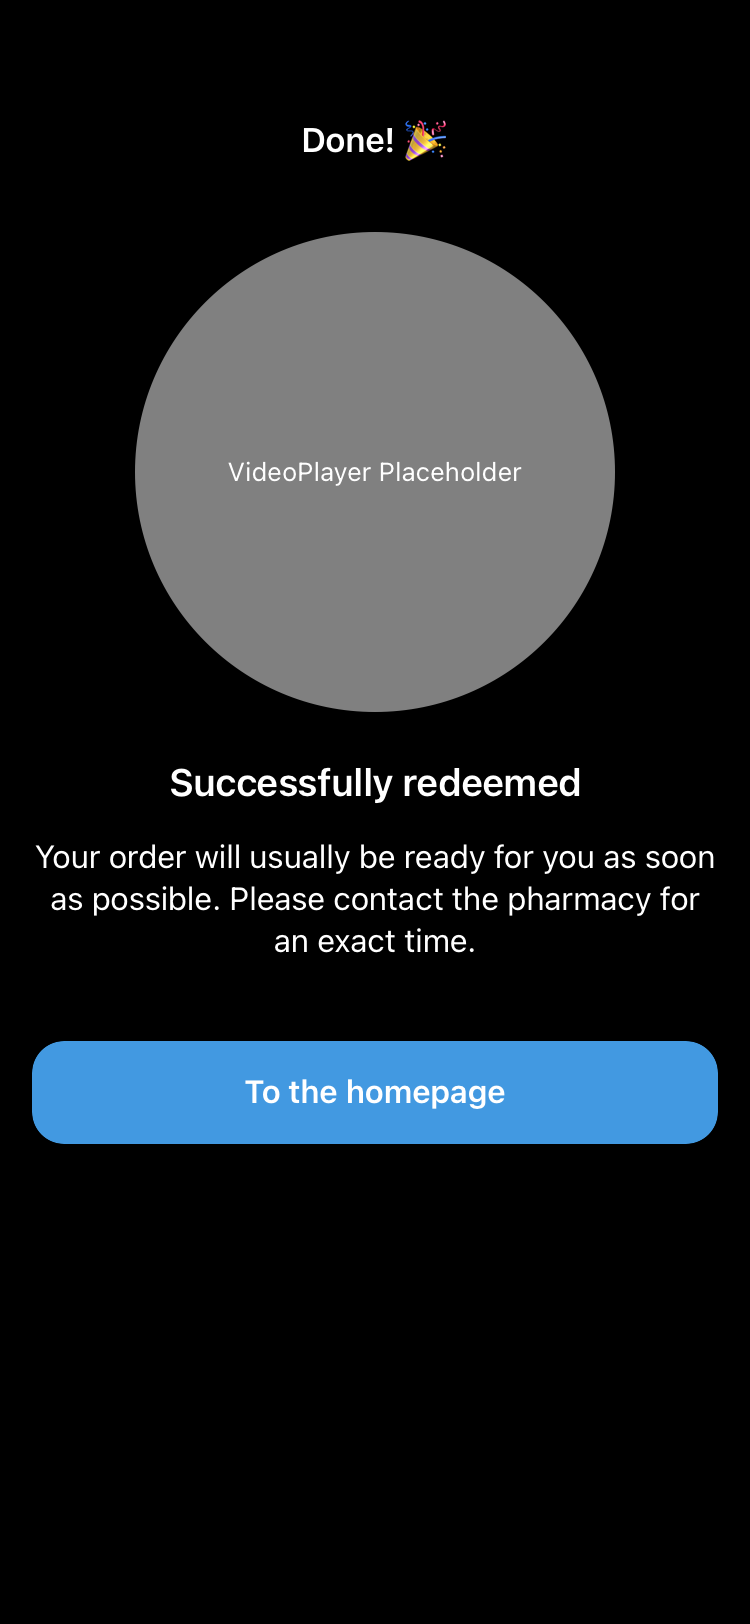 Done! 🎉
VideoPlayer Placeholder
Successfully redeemed
Your order will usually be ready for you as soon
as possible. Please contact the pharmacy for
an exact time.
To the homepage